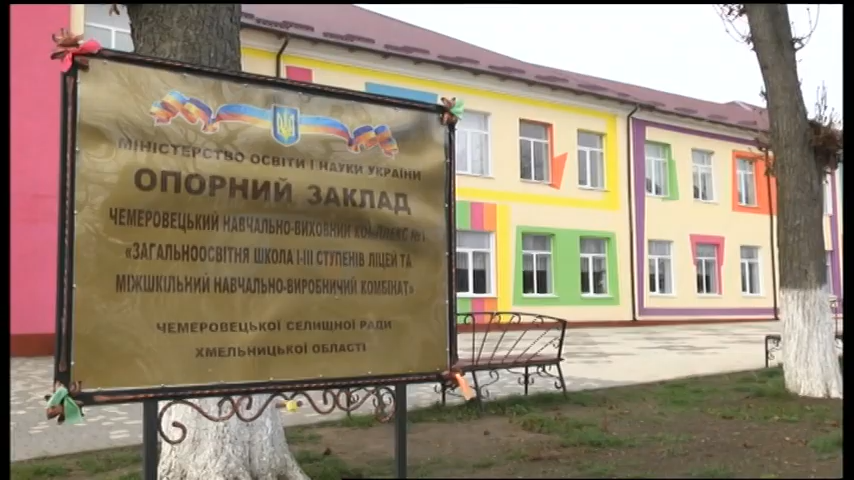 МІНІСТЕРСТВО ОСВІТИ І НАУКИ УКРАЇНИ
ОПОРНИЙ ЗАКЛАД
ЧЕМЕРОВЕЦЬКИЙ НАВЧАЛЬНО-ВИХОВНИЙ КОМПЛЕКС №1
«ЗАГАЛЬНООСВІТНЯ ШКОЛА І-ІІІ СТУПЕНІВ ЛІЦЕЙ ТА
МІЖШКІЛЬНИЙ НАВЧАЛЬНО-ВИРОБНИЧИЙ КОМБІНАТ»
ЧЕМЕРОВЕЦЬКОЇ СЕЛИЩНОЇ РАДИ
ХМЕЛЬНИЦЬКОЇ ОБЛАСТІ